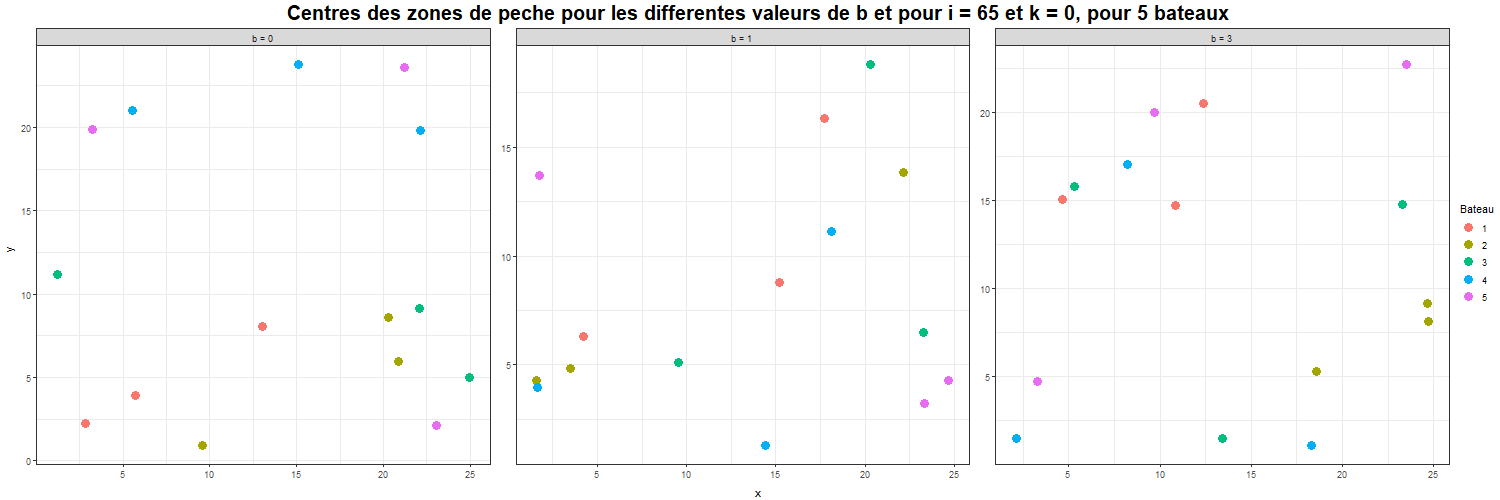 Centres des zones de peche pour les differentes valeurs de b et pour i = 65 et k = 0, pour 5 bateaux
b = 0
b = 1
b = 3
20
15
10
5
0
15
10
5
20
15
10
5
y
5 10 15 20 25
5 10 15 20 25
5 10 15 20 25
x
Bateau
1
2
3
4
5